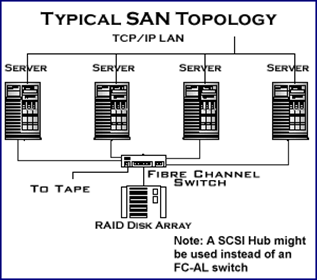 TYPICAL SAN TOPOLOGY
TCP/IP LAN
SERVER SERVER SERVER SERVER
TO TAPE
FIBRE CHANNEL
SWITCH
RAID DISK ARRAY
Note: A SCSI Hub might
be used instead of an
FC-AL switch